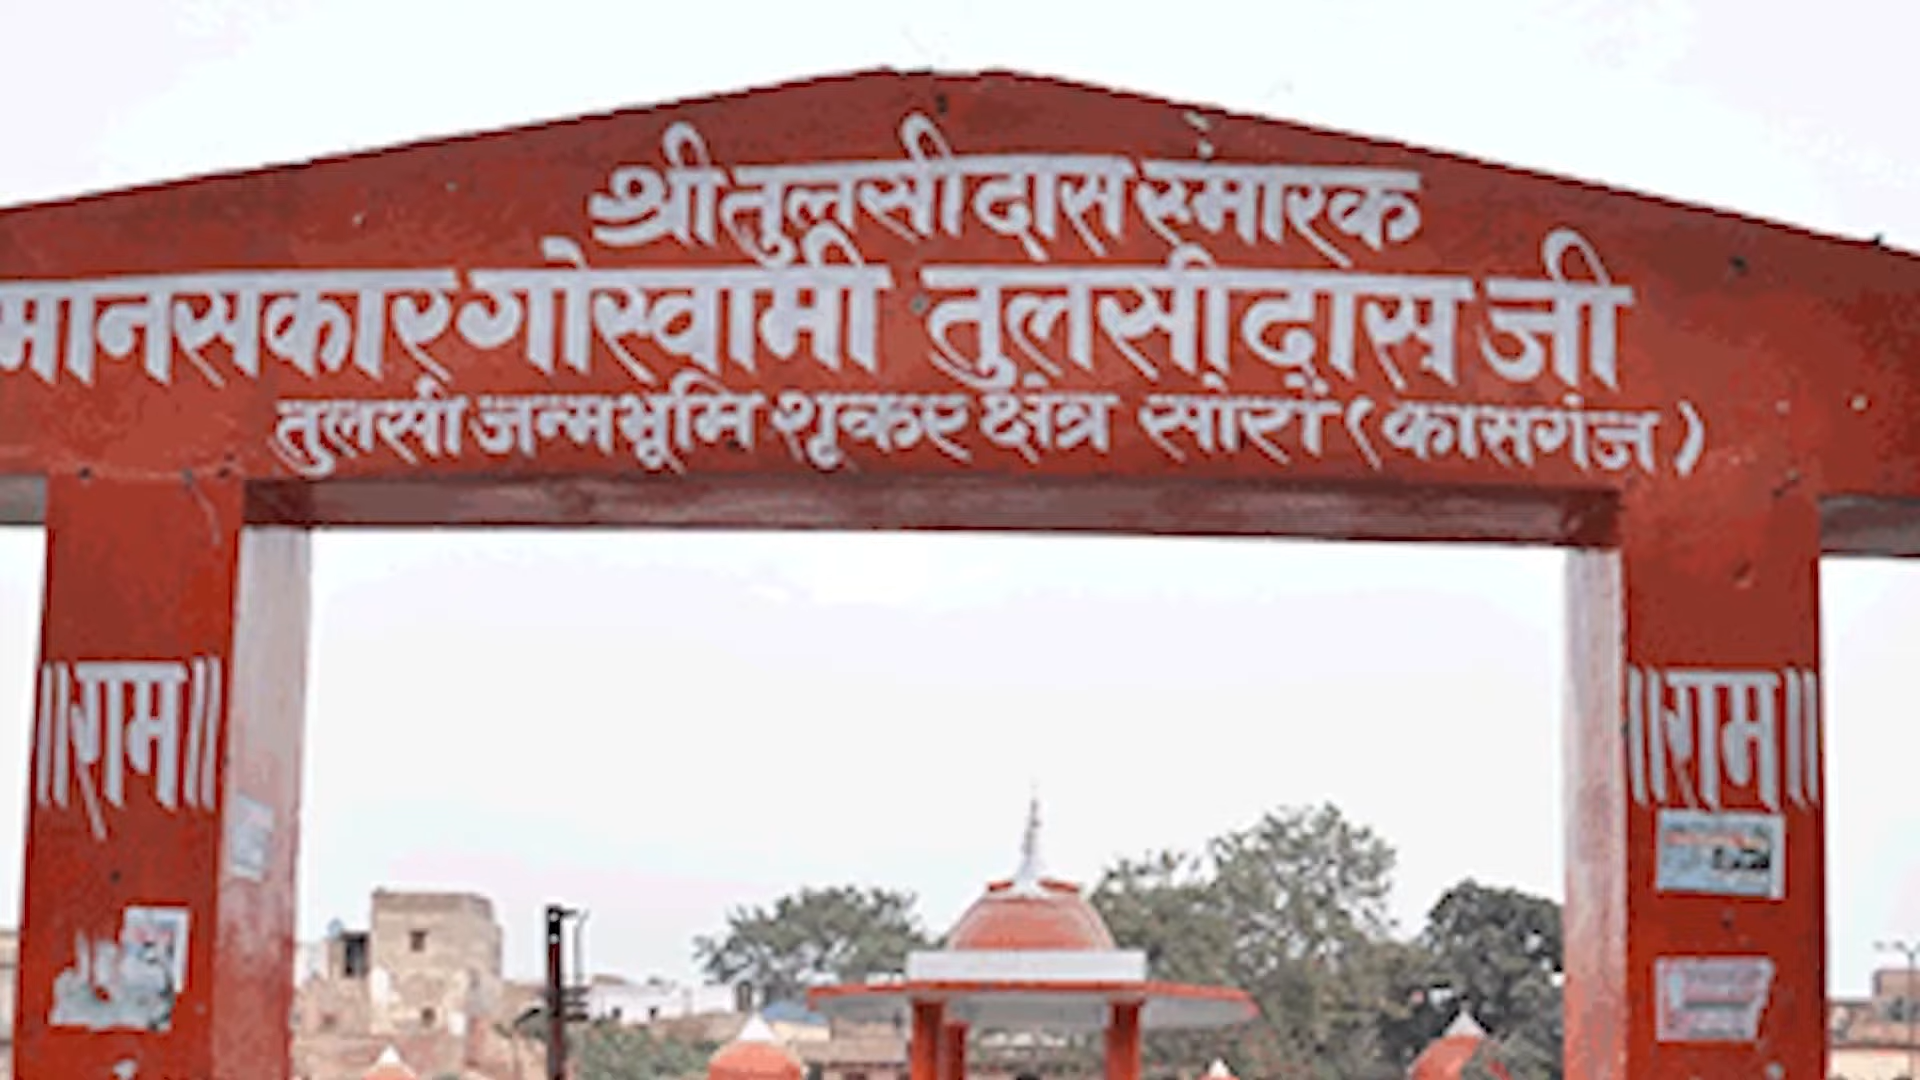 श्री तुलसीदास स्मारक
मानसकार गोस्वामी तुलसीदास जी
तुलसी जन्मभूमि शूकर क्षेत्र सोरों (कासगंज)
॥राम॥
॥राम॥